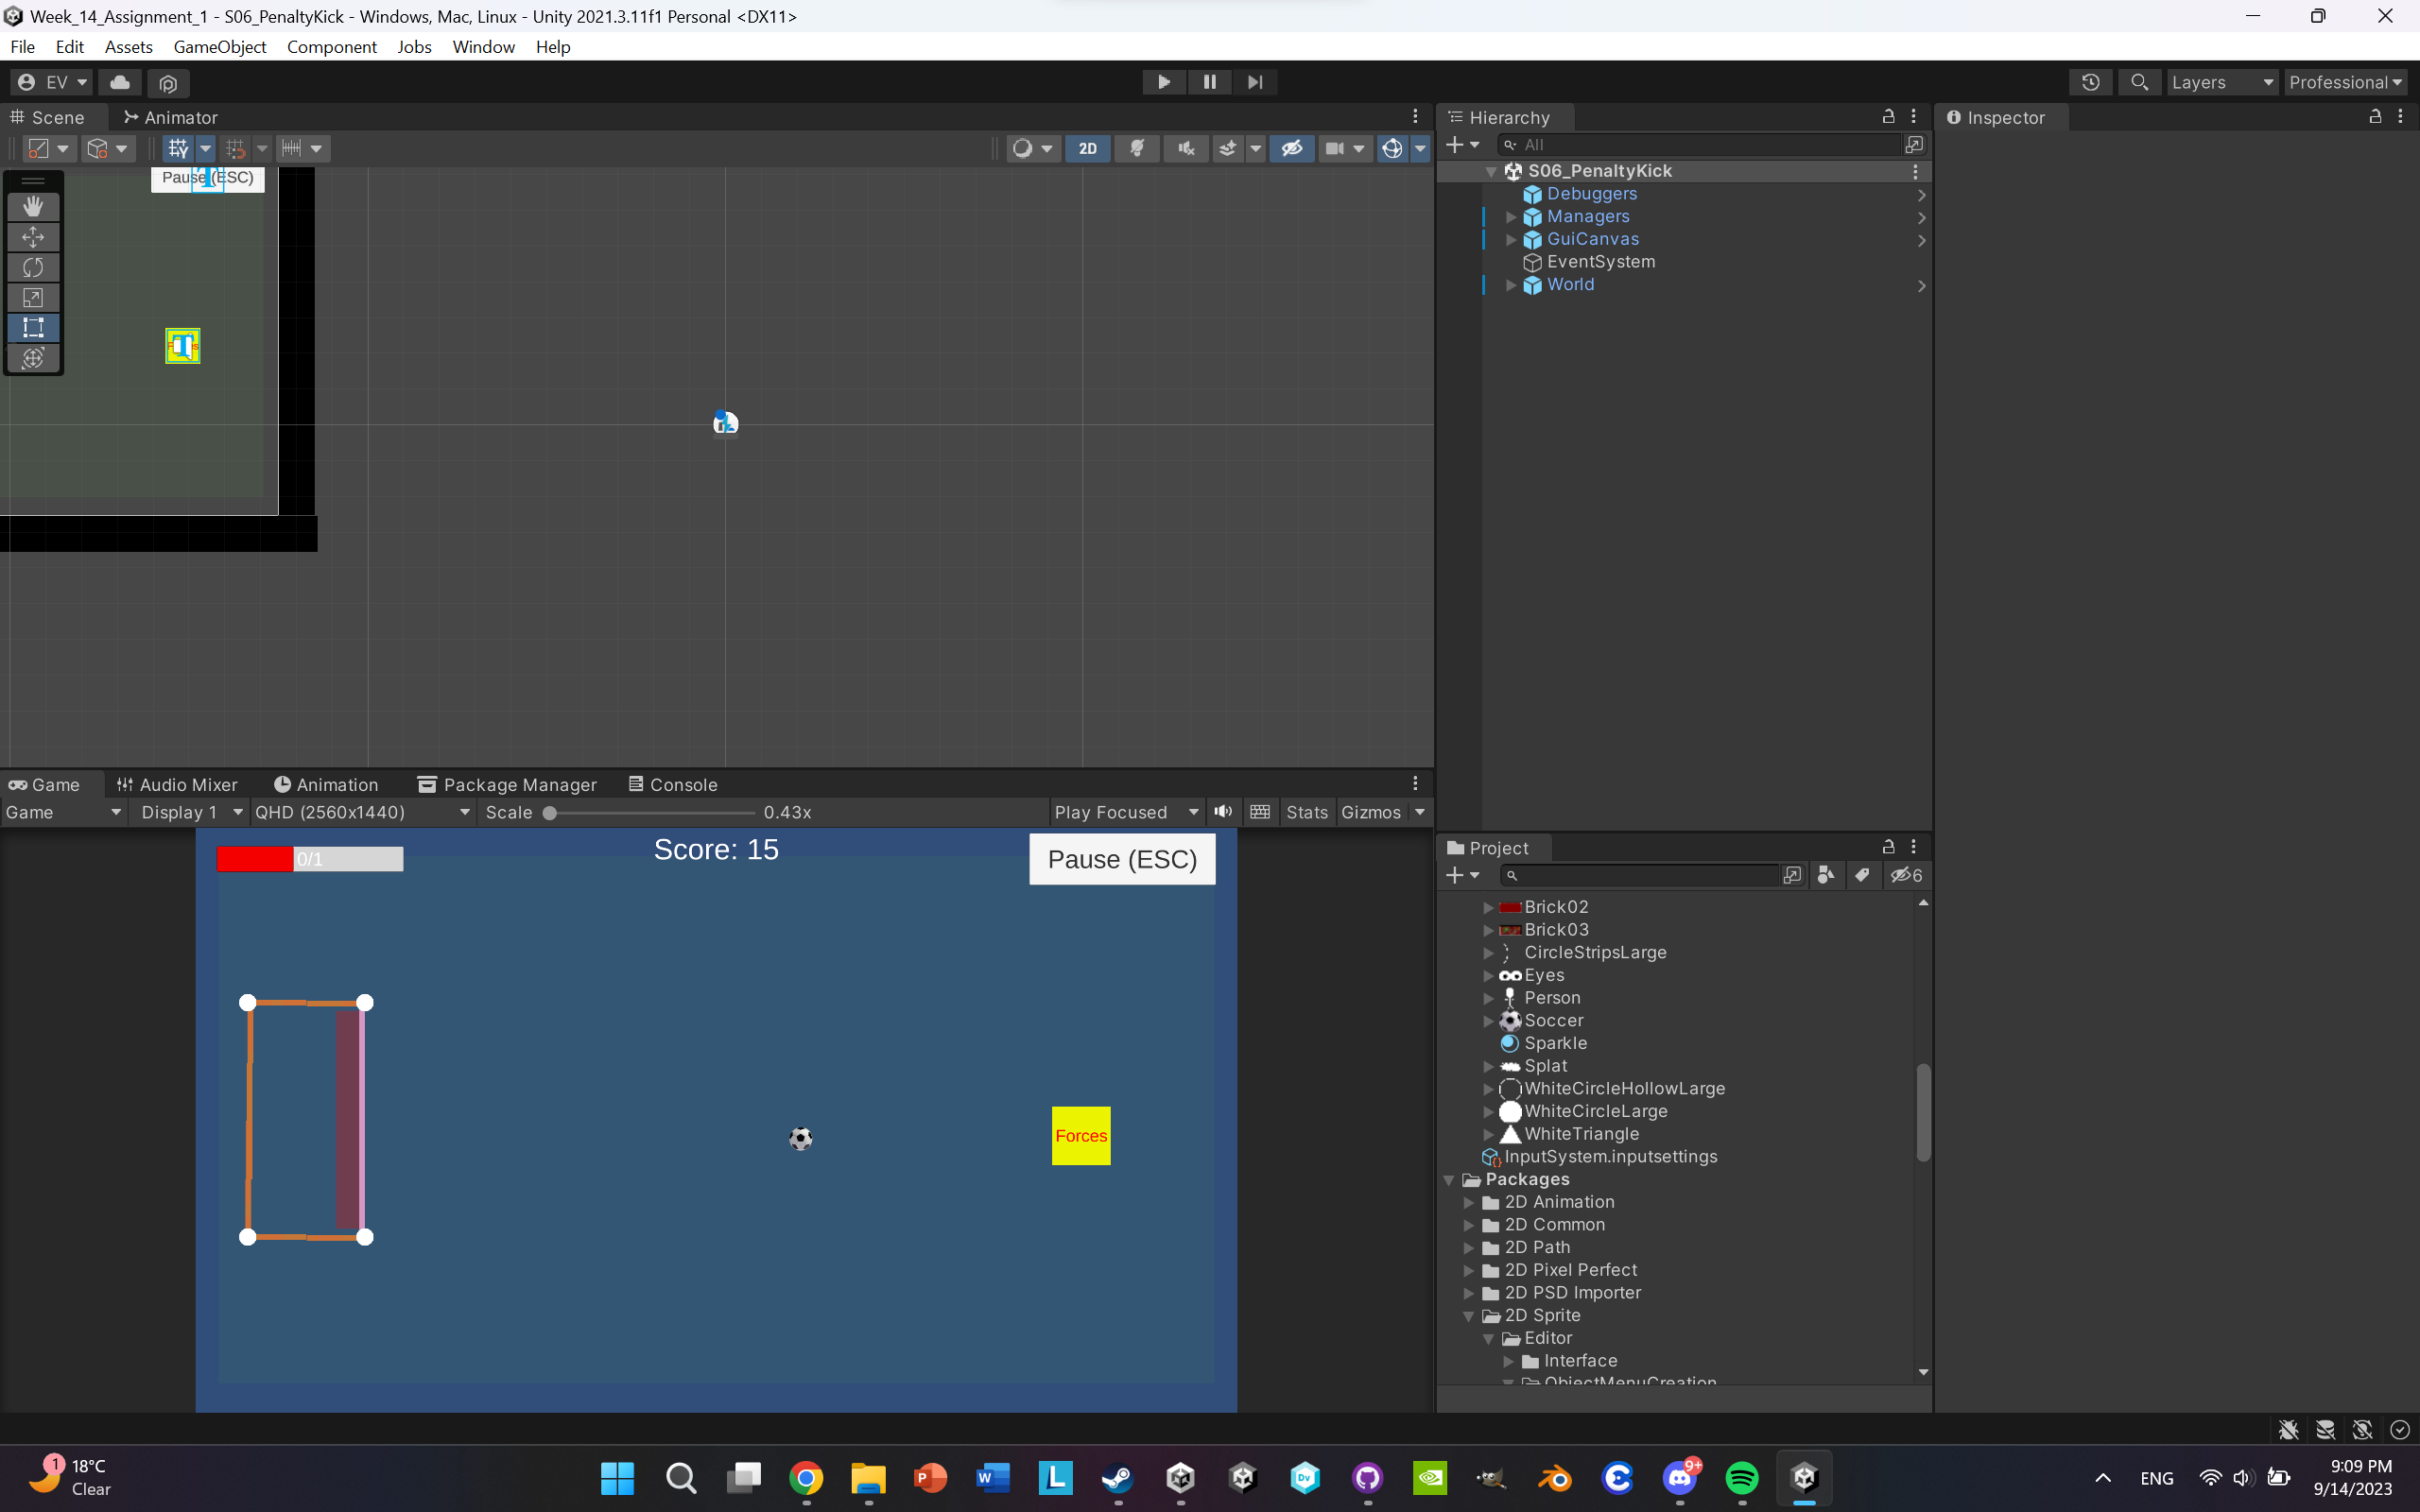 Week_14_Assignment_1 - S06_PenaltyKick - Windows, Mac, Linux - Unity 2021.3.11f1 Personal <DX11>
File Edit Assets GameObject Component Jobs Window Help
EV
Layers Professional
Scene Animator
2D
Pause (ESC)
Hierarchy
All
S06_PenaltyKick
Debuggers
Managers
GuiCanvas
EventSystem
World
Inspector
Game Audio Mixer Animation Package Manager Console
Game Display 1 QHD (2560x1440) Scale 0.43x Play Focused Stats Gizmos
0/1
Score: 15
Pause (ESC)
Forces
Project
6
Brick02
Brick03
CircleStripsLarge
Eyes
Person
Soccer
Sparkle
Splat
WhiteCircleHollowLarge
WhiteCircleLarge
WhiteTriangle
InputSystem.inputsettings
Packages
2D Animation
2D Common
2D Path
2D Pixel Perfect
2D PSD Importer
2D Sprite
Editor
Interface
ObjectMenuCreation
1
18°C
Clear
9+
ENG
9:09 PM
9/14/2023